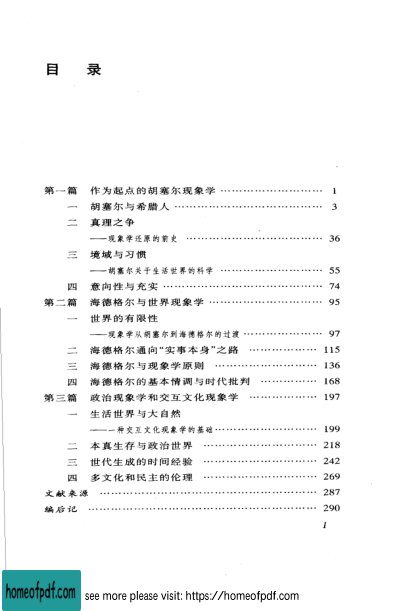 目 录
第一篇 作为起点的胡塞尔现象学 …………………………… 1
一 胡塞尔与希腊人 …………………………………… 3
二 真理之争
——现象学还原的前史 …………………………… 36
三 境域与习惯
——胡塞尔关于生活世界的科学 ………………… 55
四 意向性与充实 ……………………………………… 74
第二篇 海德格尔与世界现象学 …………………………… 95
一 世界的有限性
——现象学从胡塞尔到海德格尔的过渡 ………… 97
二 海德格尔通向“实事本身”之路 ………………… 115
三 海德格尔与现象学原则 ………………………… 136
四 海德格尔的基本情调与时代批判 ……………… 168
第三篇 政治现象学和交互文化现象学 ………………… 197
一 生活世界与大自然
——一种交互文化现象学的基础 ………………… 199
二 本真生存与政治世界 …………………………… 218
三 世代生成的时间经验 …………………………… 242
四 多文化和民主的伦理 …………………………… 269
文献来源 …………………………………………………… 287
编后记 ……………………………………………………… 290
1
homeofpdf.com
see more please visit: https://homeofpdf.com